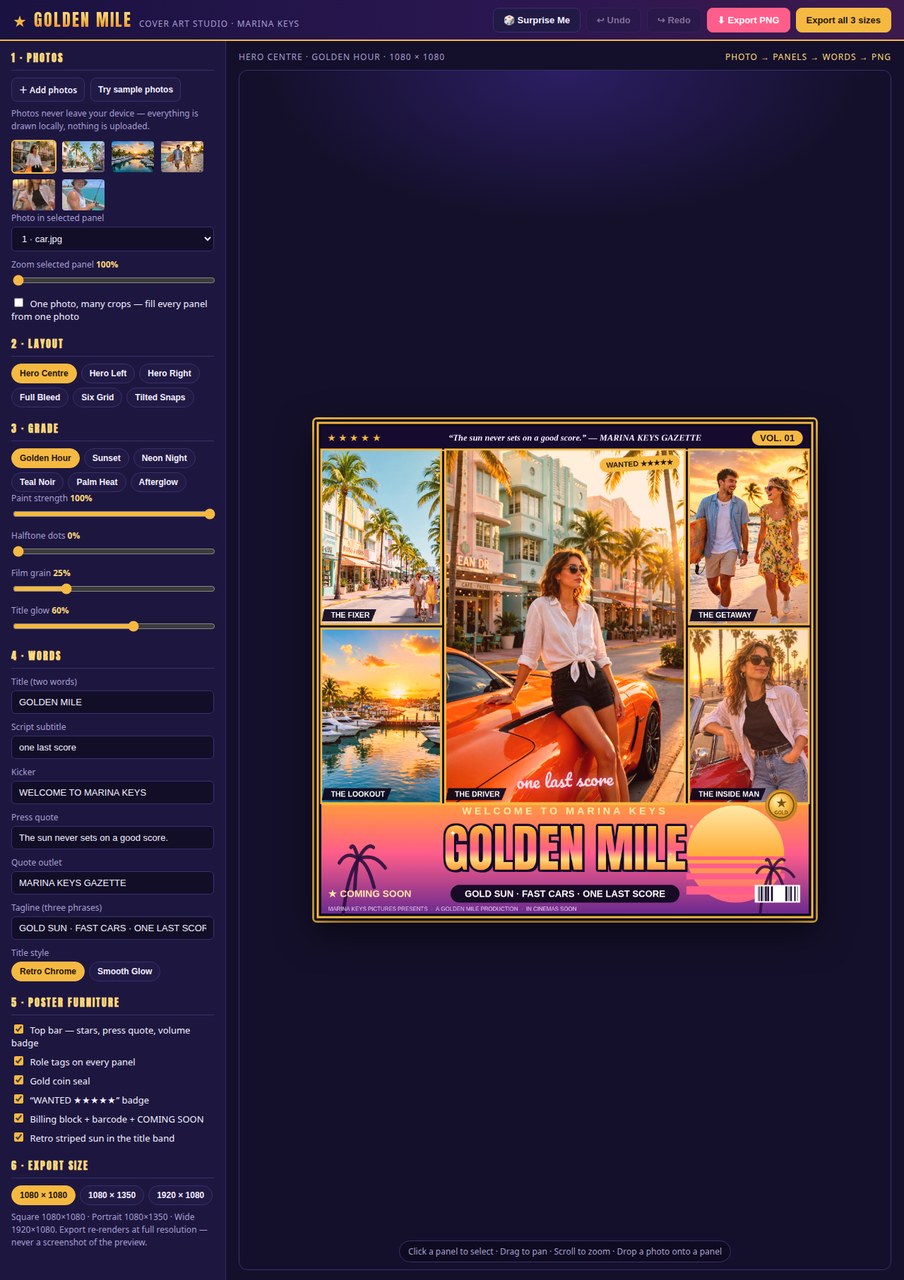 ★ GOLDEN MILE COVER ART STUDIO · MARINA KEYS
🎲 Surprise Me
↩ Undo
↪ Redo
⬇ Export PNG
Export all 3 sizes
1 · PHOTOS
+ Add photos
Try sample photos
Photos never leave your device — everything is
drawn locally, nothing is uploaded.
Photo in selected panel
1 · car.jpg
Zoom selected panel 100%
One photo, many crops — fill every panel
from one photo
2 · LAYOUT
Hero Centre
Hero Left
Hero Right
Full Bleed
Six Grid
Tilted Snaps
3 · GRADE
Golden Hour
Sunset
Neon Night
Teal Noir
Palm Heat
Afterglow
Paint strength 100%
Halftone dots 0%
Film grain 25%
Title glow 60%
4 · WORDS
Title (two words)
GOLDEN MILE
Script subtitle
one last score
Kicker
WELCOME TO MARINA KEYS
Press quote
The sun never sets on a good score.
Quote outlet
MARINA KEYS GAZETTE
Tagline (three phrases)
GOLD SUN · FAST CARS · ONE LAST SCOR
Title style
Retro Chrome
Smooth Glow
5 · POSTER FURNITURE
Top bar — stars, press quote, volume
badge
Role tags on every panel
Gold coin seal
“WANTED ★★★★★” badge
Billing block + barcode + COMING SOON
Retro striped sun in the title band
6 · EXPORT SIZE
1080 × 1080
1080 × 1350
1920 × 1080
Square 1080×1080 · Portrait 1080×1350 · Wide
1920×1080. Export re-renders at full resolution —
never a screenshot of the preview.
HERO CENTRE · GOLDEN HOUR · 1080 × 1080
PHOTO → PANELS → WORDS → PNG
★ ★ ★ ★ ★
“The sun never sets on a good score.” — MARINA KEYS GAZETTE
VOL. 01
WANTED ★★★★★
OCEAN DR
CAFE
THE FIXER
THE GETAWAY
THE LOOKOUT
THE DRIVER
one last score
THE INSIDE MAN
WELCOME TO MARINA KEYS
★
GOLD
GOLDEN MILE
★ COMING SOON
GOLD SUN · FAST CARS · ONE LAST SCORE
MARINA KEYS PICTURES PRESENTS · A GOLDEN MILE PRODUCTION · IN CINEMAS SOON
Click a panel to select · Drag to pan · Scroll to zoom · Drop a photo onto a panel